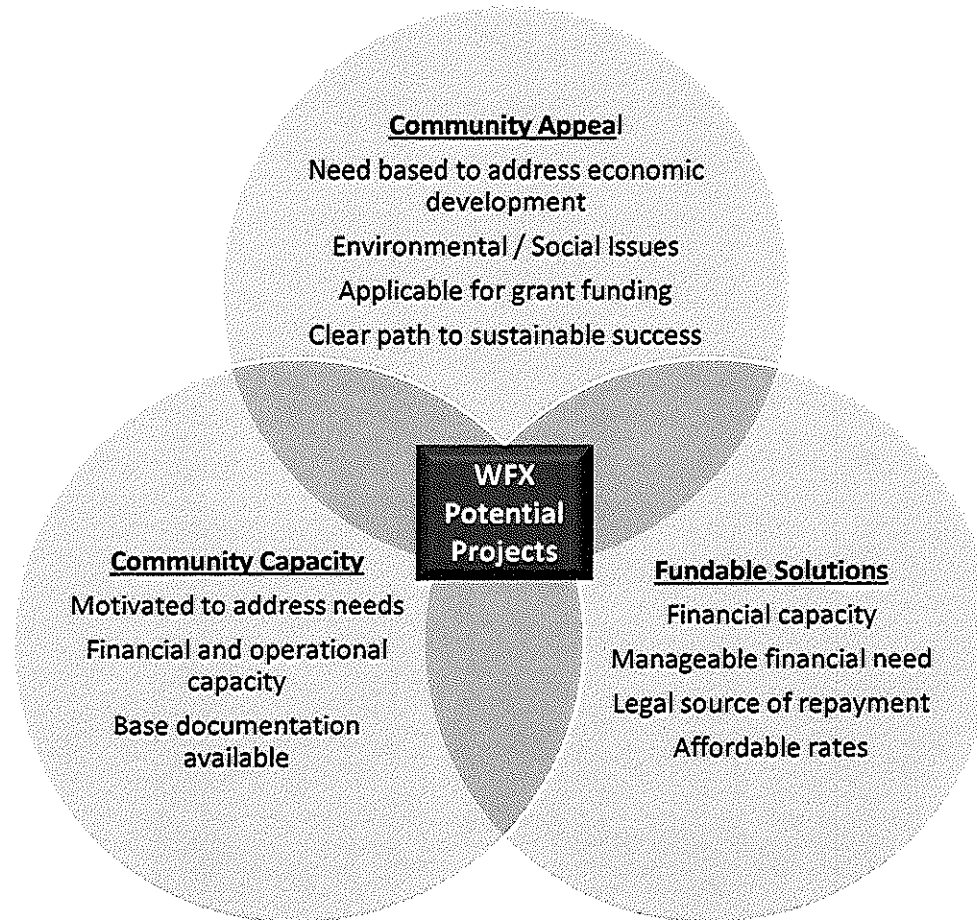 Community Appeal
Need based to address economic
development
Environmental / Social Issues
Applicable for grant funding
Clear path to sustainable success
WFX
Potential
Projects
Community Capacity
Motivated to address needs
Financial and operational
capacity
Base documentation
available
Fundable Solutions
Financial capacity
Manageable financial need
Legal source of repayment
Affordable rates